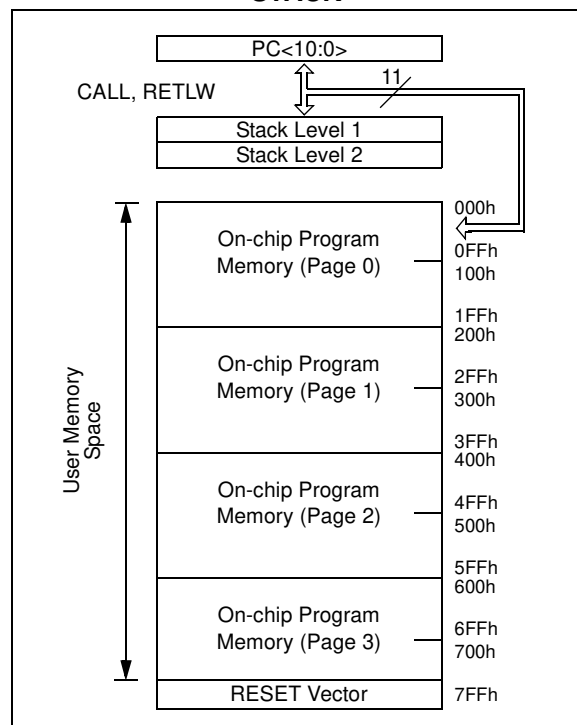 STACK
PC<10:0>
CALL, RETLW
11
Stack Level 1
Stack Level 2
User Memory
Space
000h
On-chip Program
Memory (Page 0)
0FFh
100h
1FFh
200h
On-chip Program
Memory (Page 1)
2FFh
300h
3FFh
400h
On-chip Program
Memory (Page 2)
4FFh
500h
5FFh
600h
On-chip Program
Memory (Page 3)
6FFh
700h
RESET Vector
7FFh